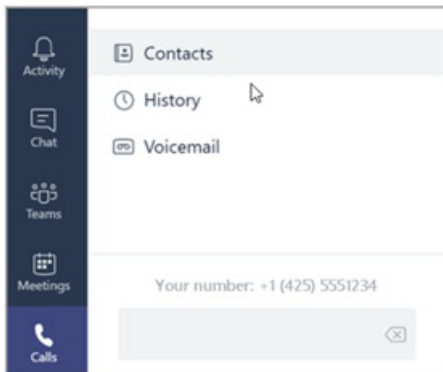 Activity
Chat
Teams
Meetings
Calls
Contacts
History
Voicemail
Your number: +1 (425) 5551234